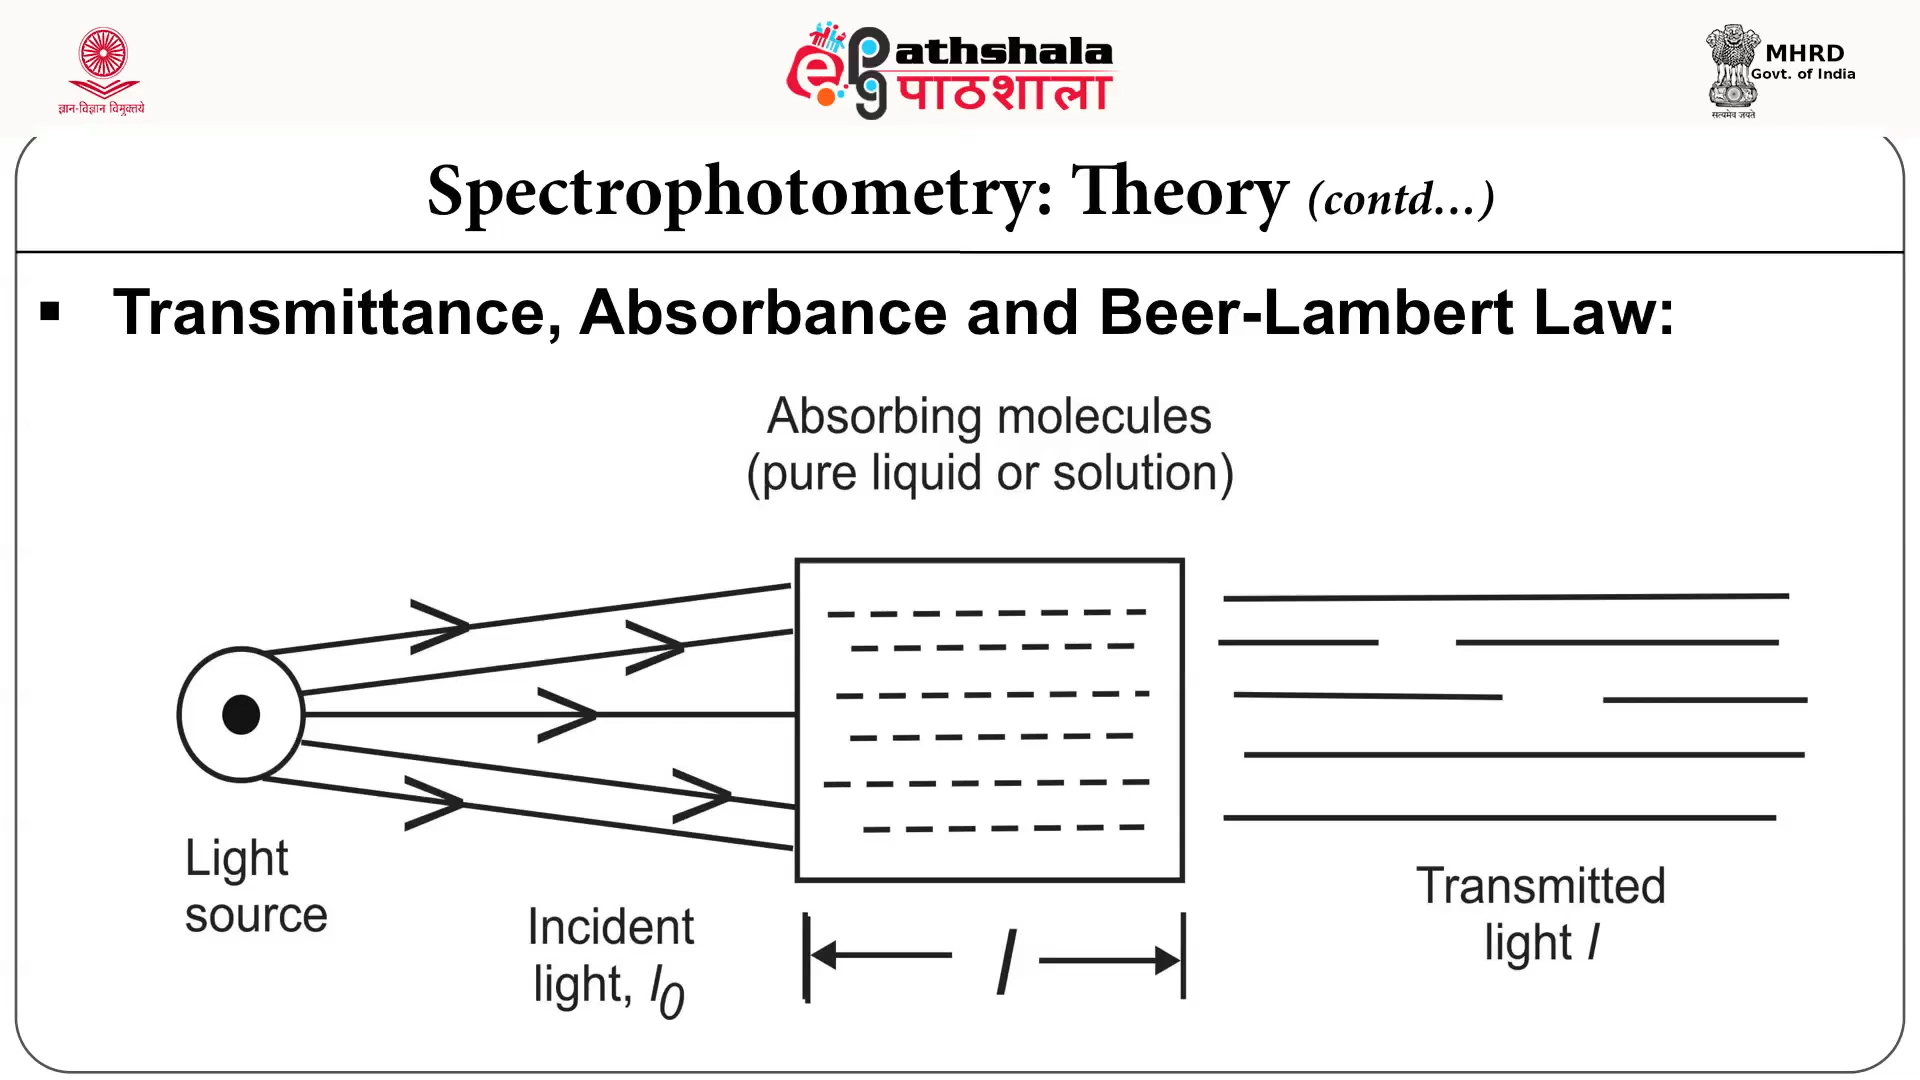 ज्ञान-विज्ञान विमुक्तये
e pg athshala
पाठशाला
MHRD
Govt. of India
सत्यमेव जयते
Spectrophotometry: Theory (contd...)
▪ Transmittance, Absorbance and Beer-Lambert Law:
Absorbing molecules
(pure liquid or solution)
Light
source
Incident
light, I0
l
Transmitted
light I